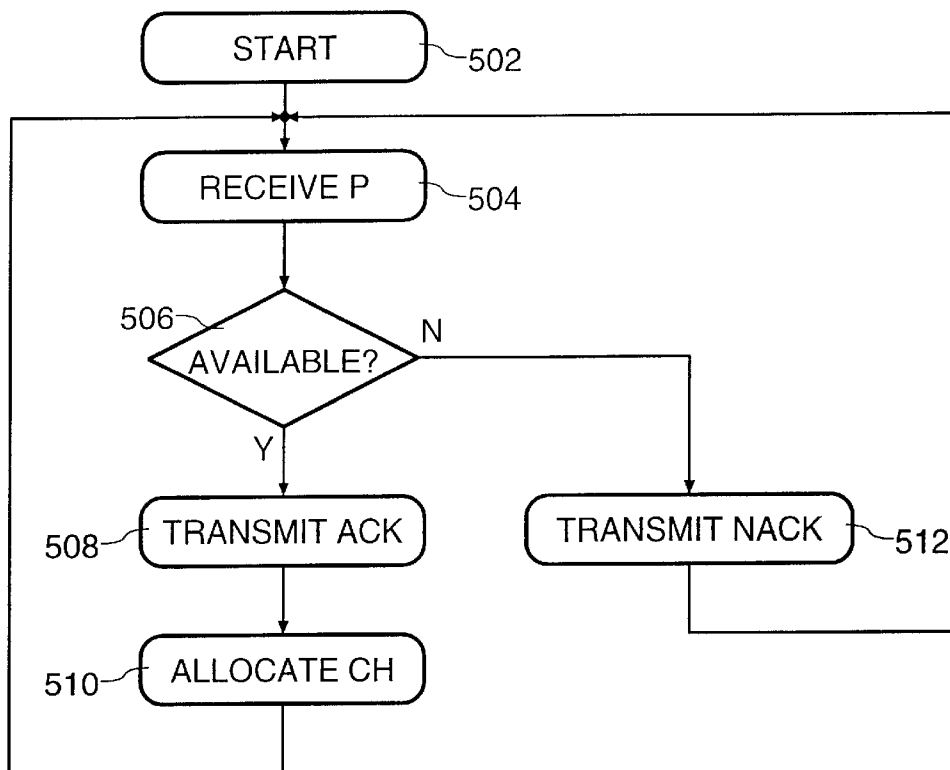 START
502
RECEIVE P
504
506
AVAILABLE?
N
Y
508
TRANSMIT ACK
TRANSMIT NACK
512
510
ALLOCATE CH